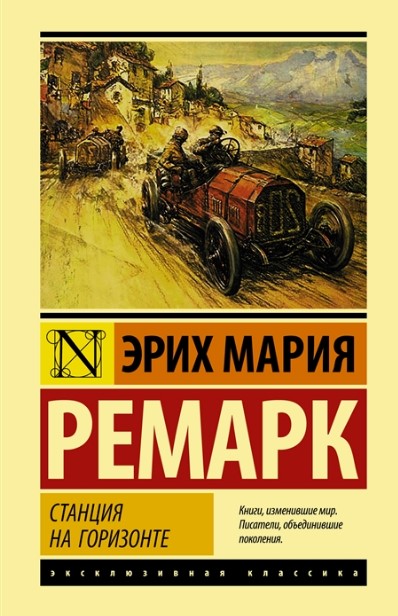 N
ЭРИХ МАРИЯ
РЕМАРК
СТАНЦИЯ
НА ГОРИЗОНТЕ
Книги, изменившие мир.
Писатели, объединившие
поколения.
эксклюзивная классика